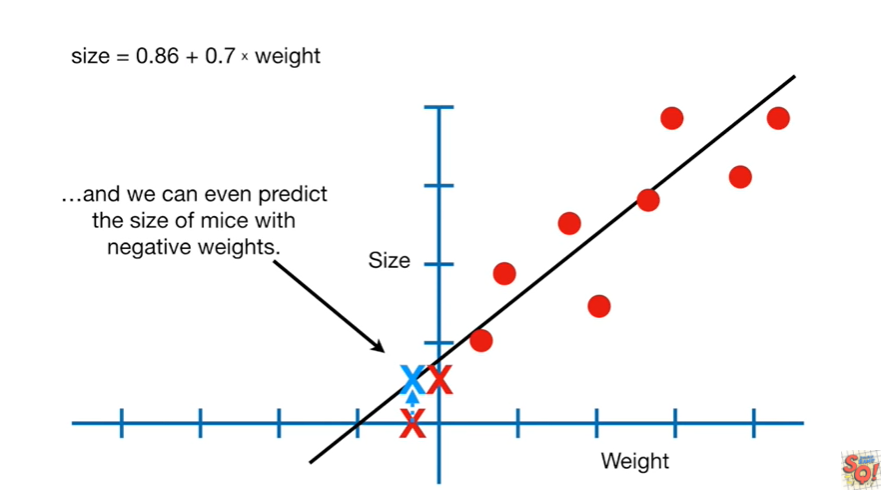 size = 0.86 + 0.7 x weight
…and we can even predict
the size of mice with
negative weights.
Size
X X
X
Weight
SQ!